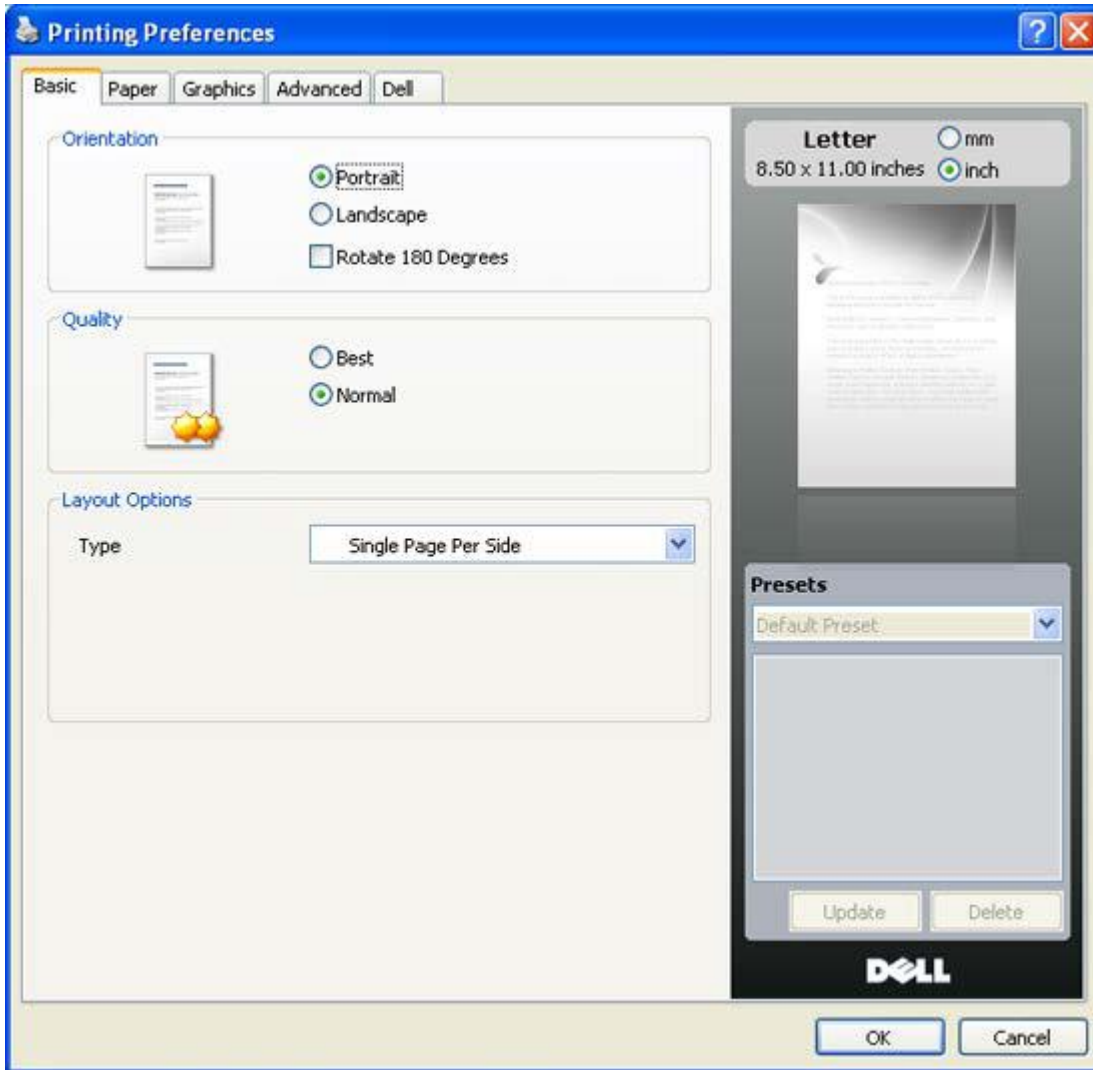 Printing Preferences
Basic Paper Graphics Advanced Dell
Orientation
Portrait
Landscape
Rotate 180 Degrees
Quality
Best
Normal
Layout Options
Type Single Page Per Side
Letter mm
8.50 x 11.00 inches inch
Presets
Default Preset
Update Delete
DELL
OK Cancel